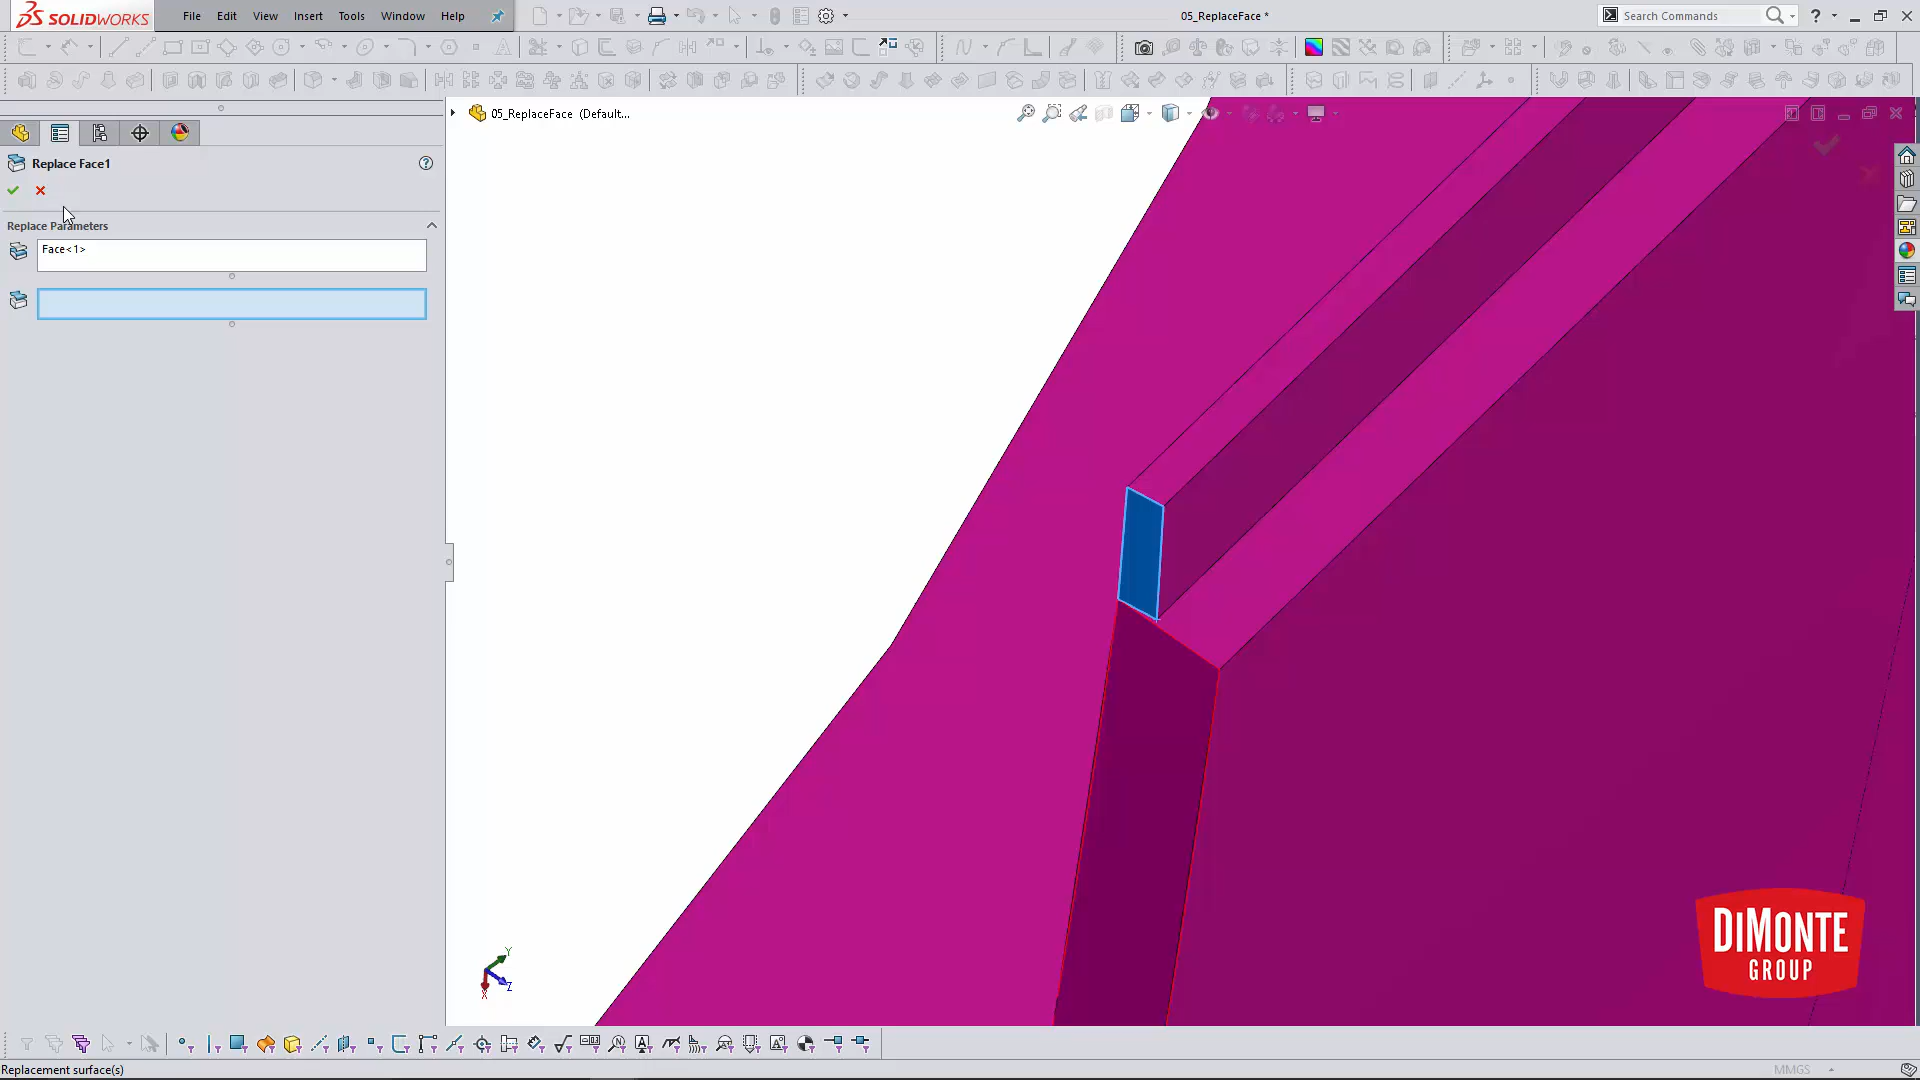 SOLIDWORKS
File Edit View Insert Tools Window Help
05_ReplaceFace *
Search Commands
05_ReplaceFace (Default...
Replace Face1
Replace Parameters
Face<1>
Y
Z
X
DIMONTE
GROUP
Replacement surface(s)
MMGS